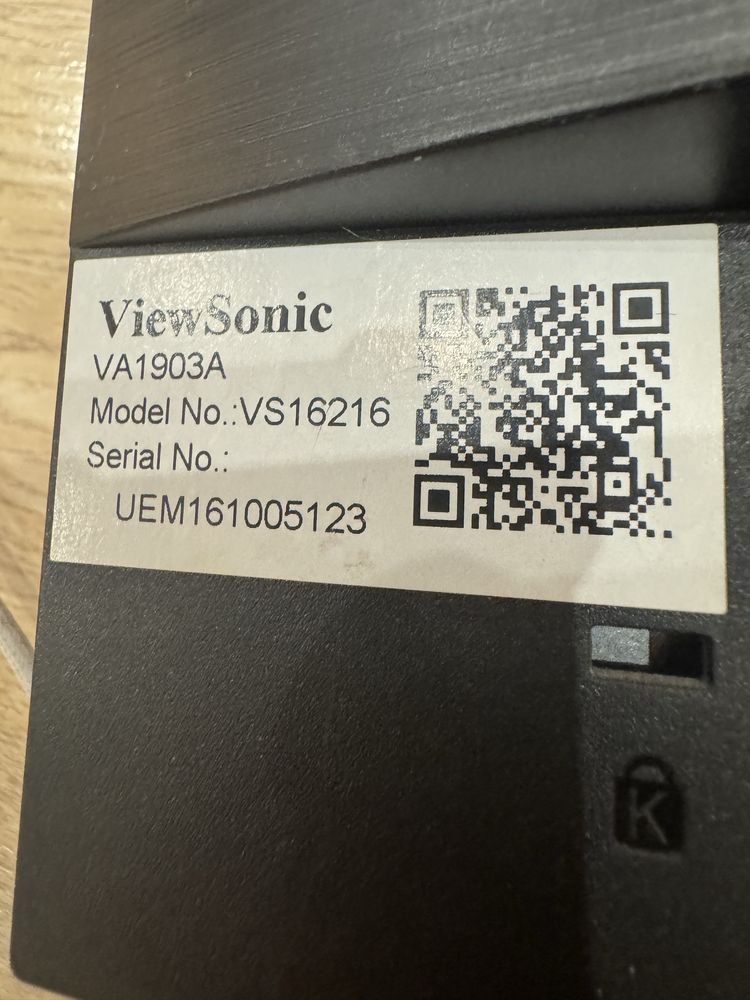 ViewSonic
VA1903A
Model No.:VS16216
Serial No.:
UEM161005123
K